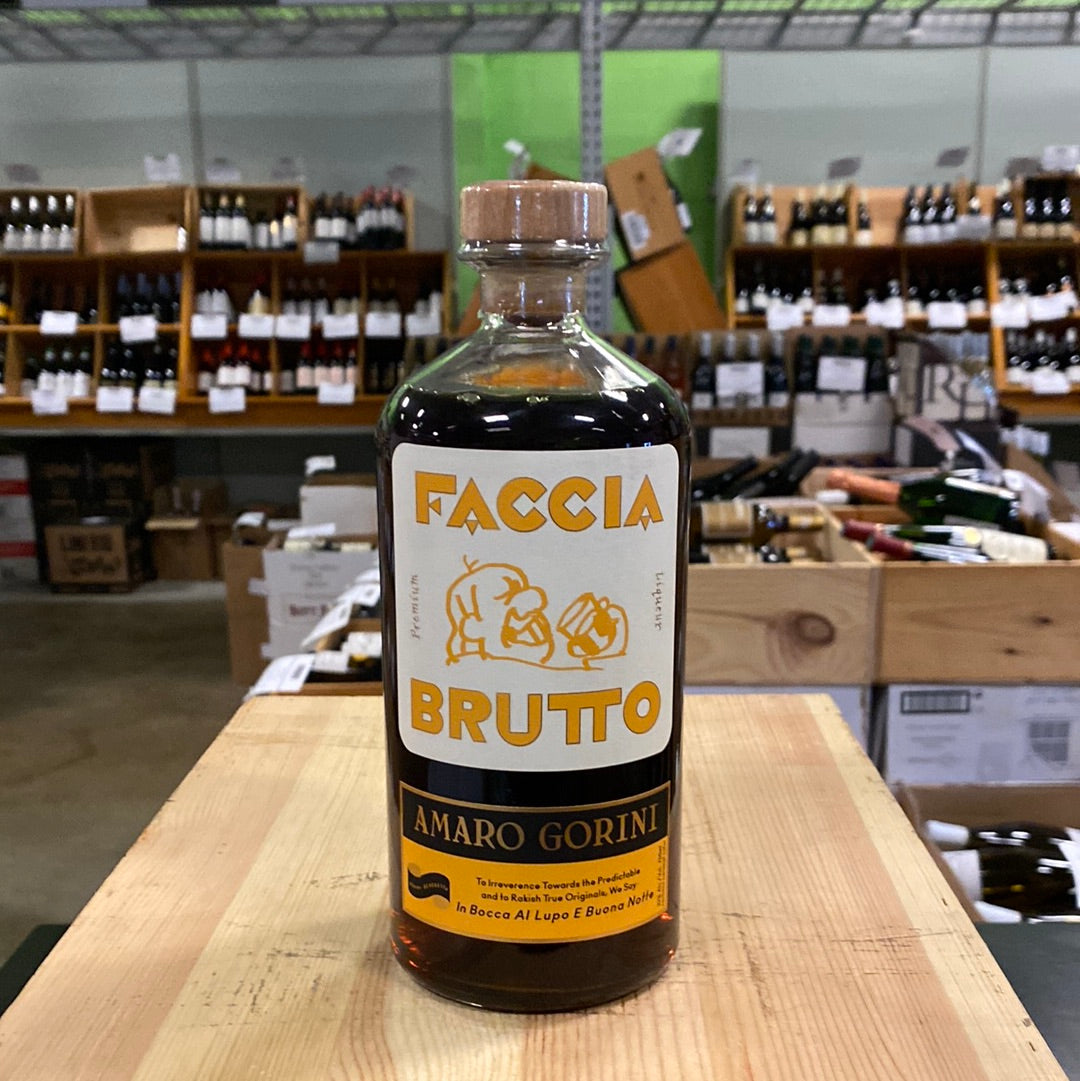 FACCIA
Premium
Liqueur
BRUTTO
AMARO GORINI
To Irreverence Towards the Predictable
and to Rakish True Originals, We Say
In Bocca Al Lupo E Buona Notte